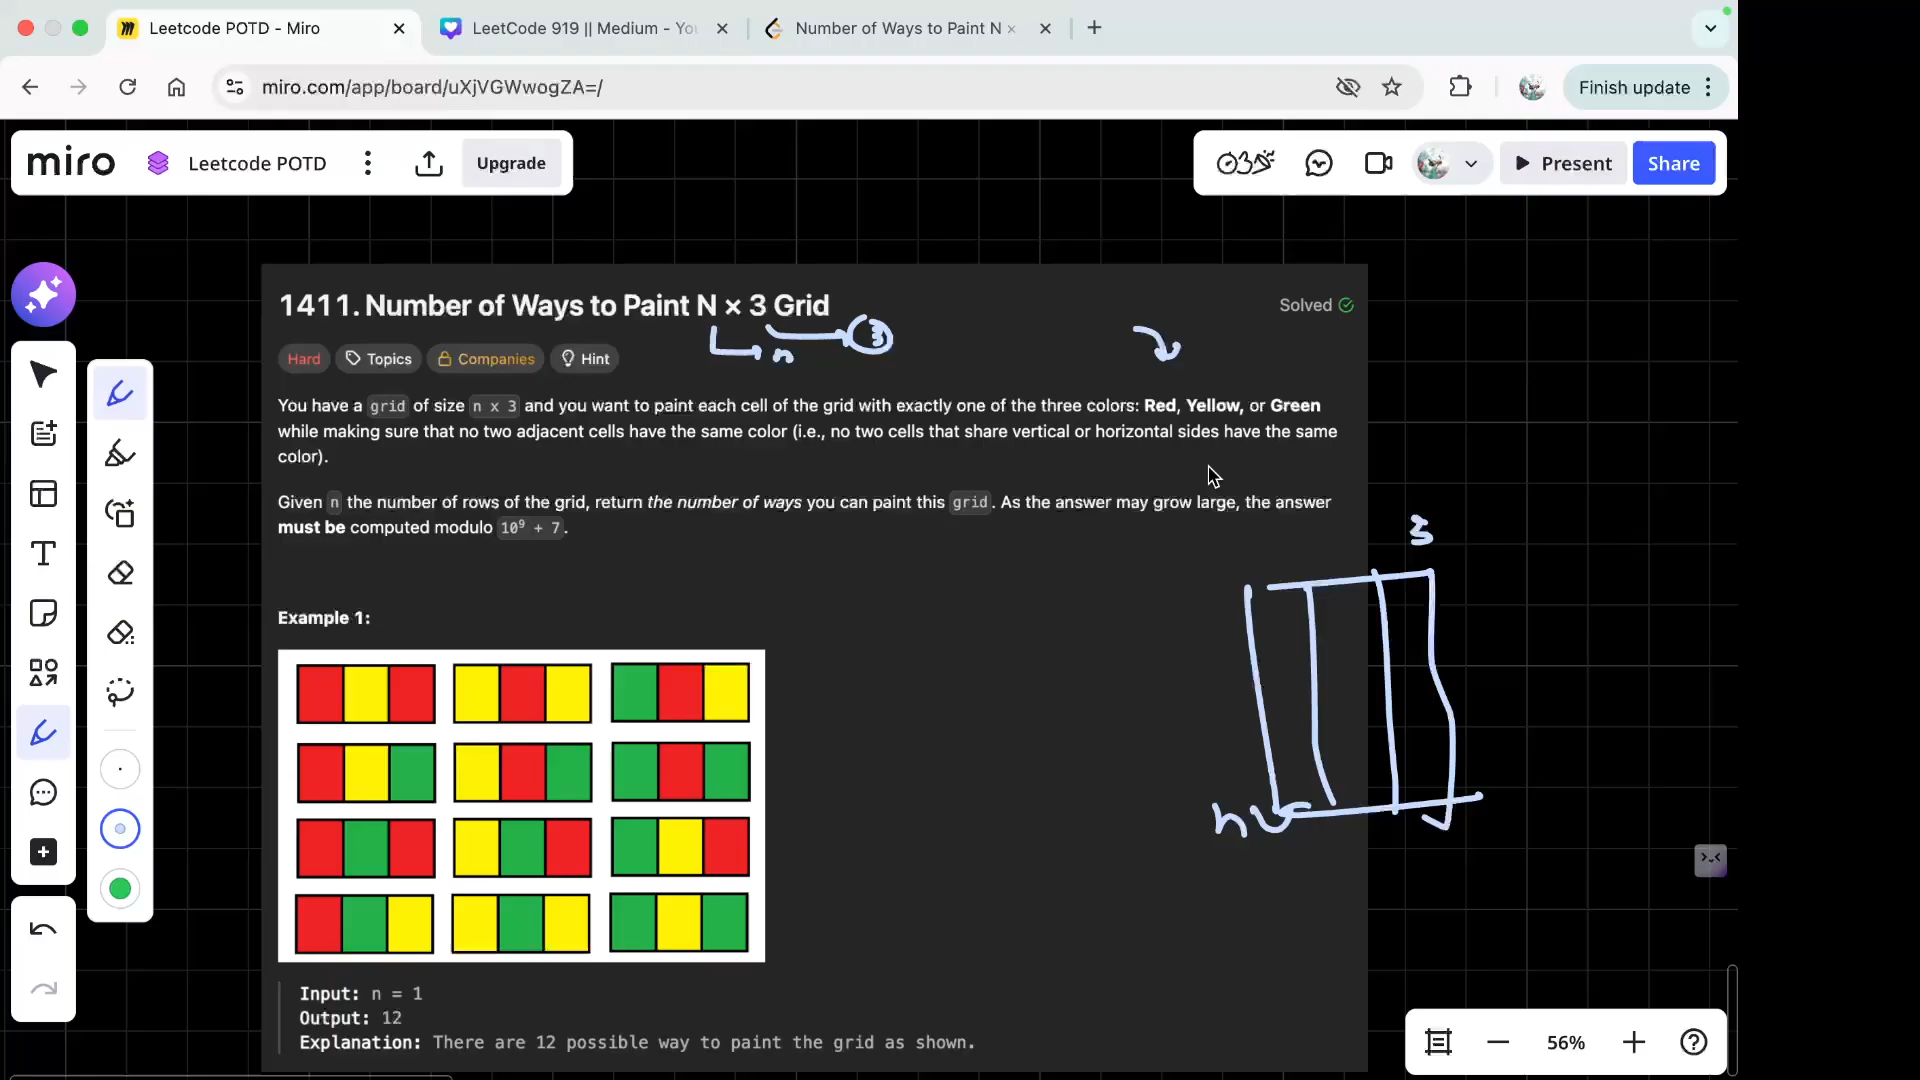 Leetcode POTD - Miro
LeetCode 919 || Medium - You
Number of Ways to Paint N ×
miro.com/app/board/uXjVGWwogZA=/
Finish update
miro
Leetcode POTD
Upgrade
Present
Share
1411. Number of Ways to Paint N × 3 Grid
Solved
n
3
Hard
Topics
Companies
Hint
You have a grid of size n x 3 and you want to paint each cell of the grid with exactly one of the three colors: Red, Yellow, or Green
while making sure that no two adjacent cells have the same color (i.e., no two cells that share vertical or horizontal sides have the same
color).
Given n the number of rows of the grid, return the number of ways you can paint this grid. As the answer may grow large, the answer
must be computed modulo 10⁹ + 7.
3
Example 1:
n
Input: n = 1
Output: 12
Explanation: There are 12 possible way to paint the grid as shown.
56%